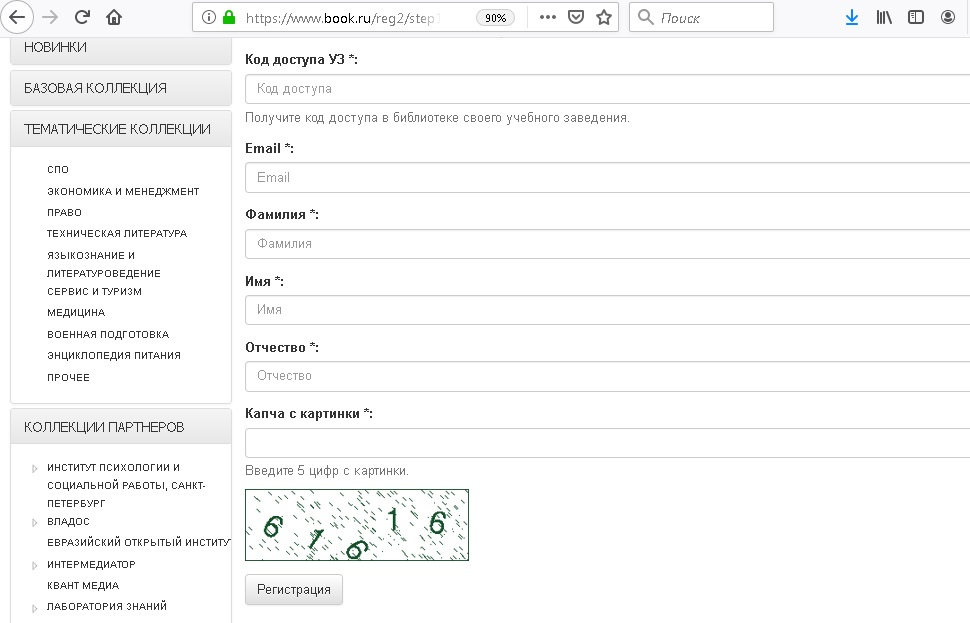 https://www.book.ru/reg2/step
90%
Поиск
НОВИНКИ
БАЗОВАЯ КОЛЛЕКЦИЯ
ТЕМАТИЧЕСКИЕ КОЛЛЕКЦИИ
СПО
ЭКОНОМИКА И МЕНЕДЖМЕНТ
ПРАВО
ТЕХНИЧЕСКАЯ ЛИТЕРАТУРА
ЯЗЫКОЗНАНИЕ И
ЛИТЕРАТУРОВЕДЕНИЕ
СЕРВИС И ТУРИЗМ
МЕДИЦИНА
ВОЕННАЯ ПОДГОТОВКА
ЭНЦИКЛОПЕДИЯ ПИТАНИЯ
ПРОЧЕЕ
КОЛЛЕКЦИИ ПАРТНЕРОВ
ИНСТИТУТ ПСИХОЛОГИИ И
СОЦИАЛЬНОЙ РАБОТЫ, САНКТ-
ПЕТЕРБУРГ
ВЛАДОС
ЕВРАЗИЙСКИЙ ОТКРЫТЫЙ ИНСТИТУ
ИНТЕРМЕДИАТОР
КВАНТ МЕДИА
ЛАБОРАТОРИЯ ЗНАНИЙ
Код доступа УЗ *:
Код доступа
Получите код доступа в библиотеке своего учебного заведения.
Email *:
Email
Фамилия *:
Фамилия
Имя *:
Имя
Отчество *:
Отчество
Капча с картинки *:
Введите 5 цифр с картинки.
6 1 6 1 6
Регистрация